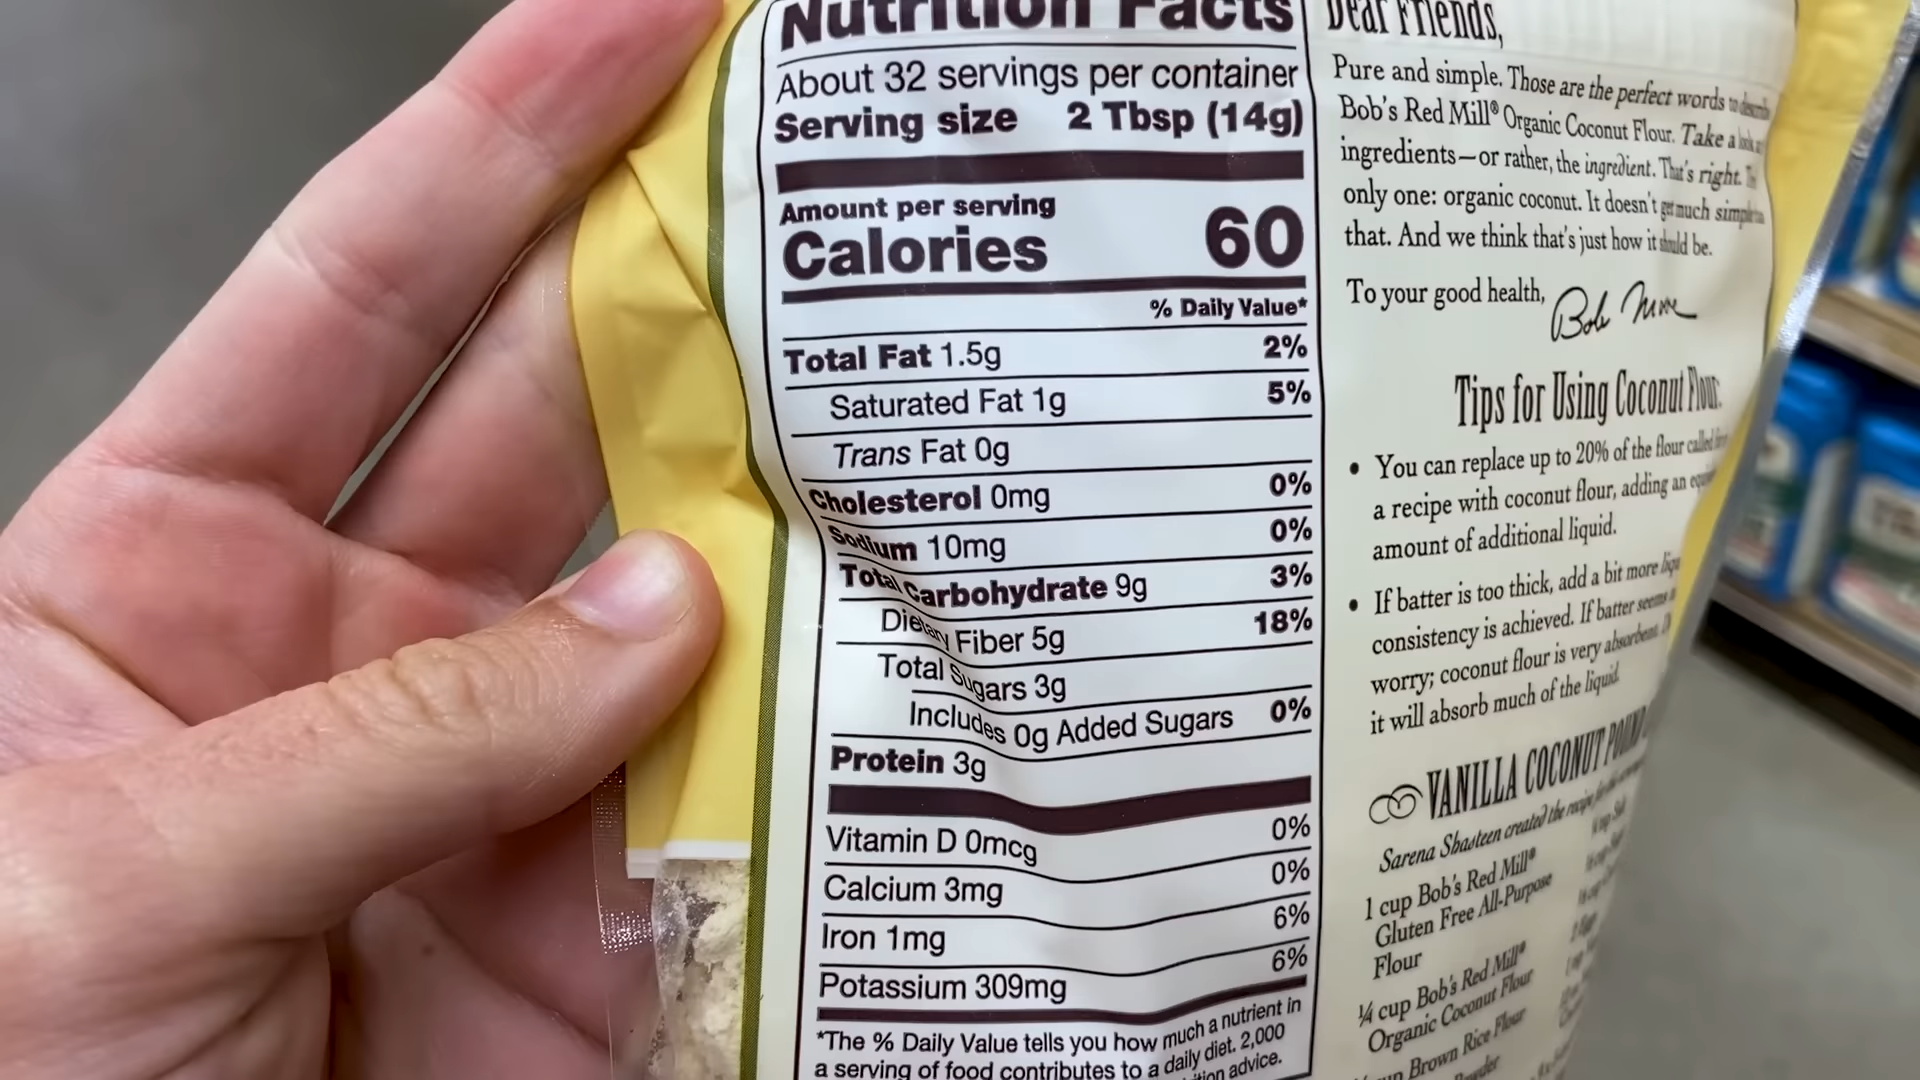 Nutrition Facts
About 32 servings per container
Serving size 2 Tbsp (14g)
Amount per serving
Calories 60
% Daily Value*
Total Fat 1.5g 2%
Saturated Fat 1g 5%
Trans Fat 0g
Cholesterol 0mg 0%
Sodium 10mg 0%
Total Carbohydrate 9g 3%
Dietary Fiber 5g 18%
Total Sugars 3g
Includes 0g Added Sugars 0%
Protein 3g
Vitamin D 0mcg 0%
Calcium 3mg 0%
Iron 1mg 6%
Potassium 309mg 6%
*The % Daily Value tells you how much a nutrient in
a serving of food contributes to a daily diet. 2,000
advice.
Dear Friends,
Pure and simple. Those are the perfect words to describe
Bob's Red Mill® Organic Coconut Flour. Take a look at
ingredients—or rather, the ingredient. That's right.
only one: organic coconut. It doesn't get much simpler than
that. And we think that's just how it should be.
To your good health,
Bob Moore
Tips for Using Coconut Flour
• You can replace up to 20% of the flour called for
a recipe with coconut flour, adding an equal
amount of additional liquid.
• If batter is too thick, add a bit more
consistency is achieved. If batter seems
worry; coconut flour is very absorbent.
it will absorb much of the liquid.
VANILLA COCONUT POUND
Sarena Shasteen created the recipe
1 cup Bob's Red Mill®
Gluten Free All-Purpose
Flour
¼ cup Bob's Red Mill®
Organic Coconut Flour
Brown Rice Flour